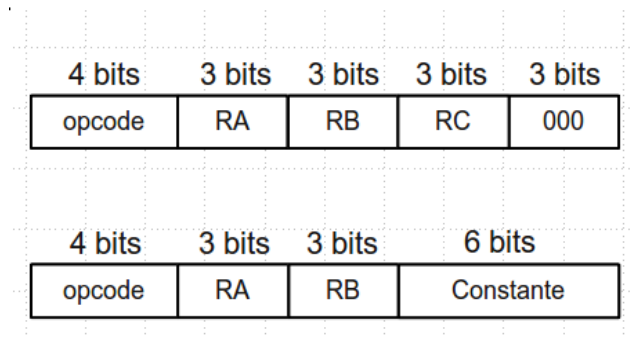 4 bits 3 bits 3 bits 3 bits 3 bits
opcode RA RB RC 000
4 bits 3 bits 3 bits 6 bits
opcode RA RB Constante